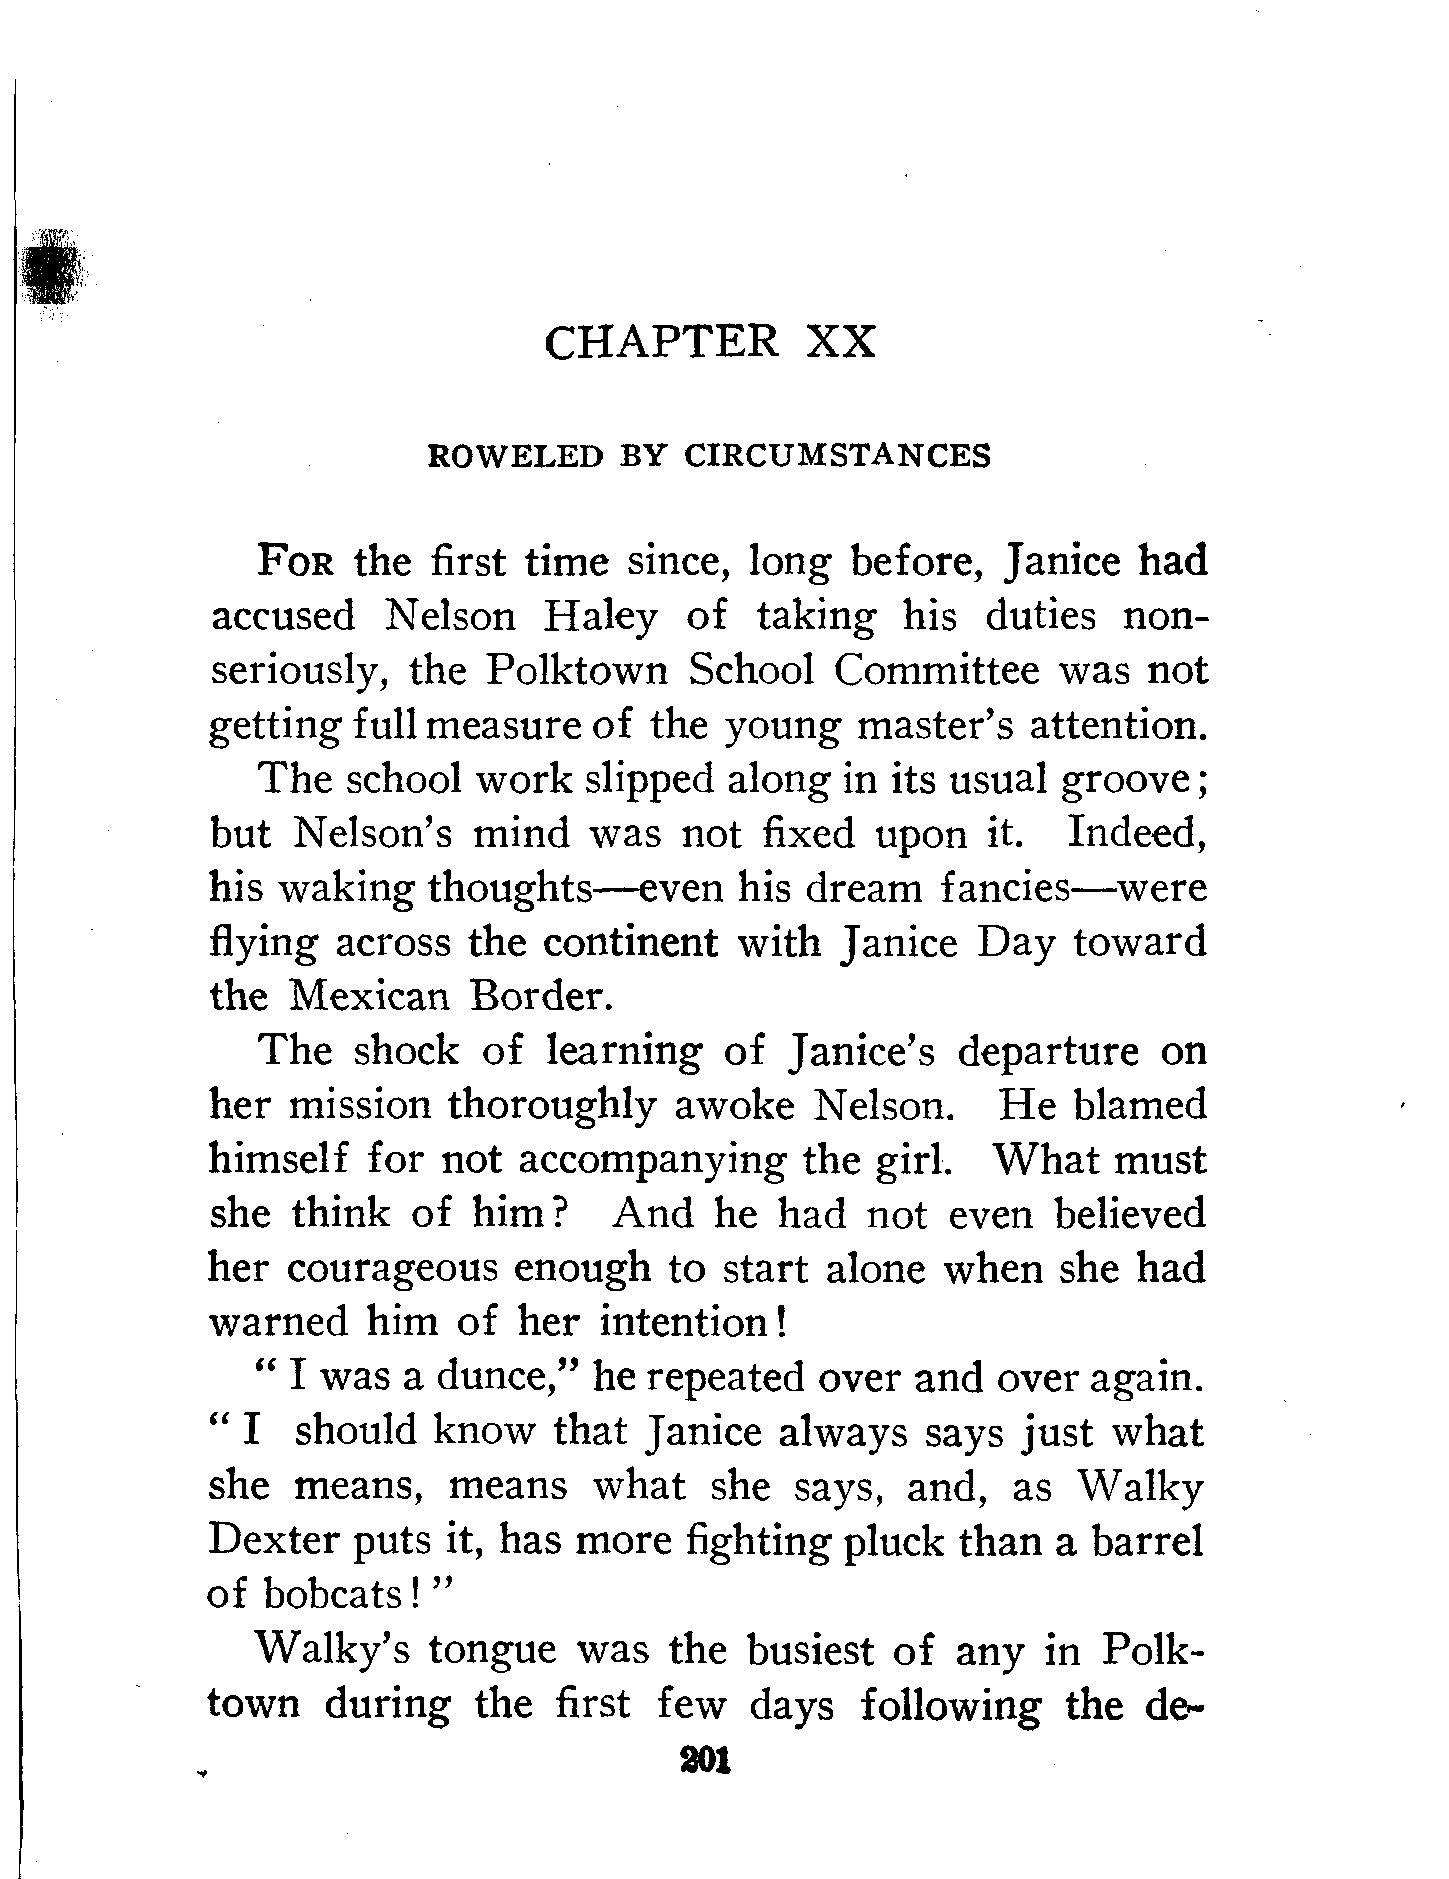 CHAPTER XX
ROWELED BY CIRCUMSTANCES
For the first time since, long before, Janice had
accused Nelson Haley of taking his duties non-
seriously, the Polktown School Committee was not
getting full measure of the young master's attention.
The school work slipped along in its usual groove;
but Nelson's mind was not fixed upon it. Indeed,
his waking thoughts—even his dream fancies—were
flying across the continent with Janice Day toward
the Mexican Border.
The shock of learning of Janice's departure on
her mission thoroughly awoke Nelson. He blamed
himself for not accompanying the girl. What must
she think of him? And he had not even believed
her courageous enough to start alone when she had
warned him of her intention!
"I was a dunce," he repeated over and over again.
"I should know that Janice always says just what
she means, means what she says, and, as Walky
Dexter puts it, has more fighting pluck than a barrel
of bobcats!"
Walky's tongue was the busiest of any in Polk-
town during the first few days following the de-
201